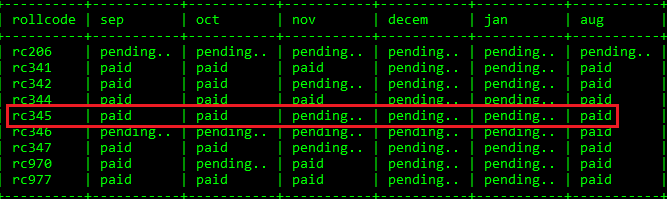 rollcode | sep | oct | nov | decem | jan | aug
rc206 | pending.. | pending.. | pending.. | pending.. | pending.. | pending..
rc341 | paid | paid | paid | pending.. | pending.. | paid
rc342 | paid | paid | pending.. | pending.. | pending.. | paid
rc344 | paid | paid | paid | pending.. | pending.. | paid
rc345 | paid | paid | pending.. | pending.. | pending.. | paid
rc346 | pending.. | pending.. | pending.. | pending.. | pending.. | paid
rc347 | paid | paid | pending.. | pending.. | pending.. | paid
rc970 | paid | pending.. | paid | pending.. | pending.. | paid
rc977 | paid | paid | paid | pending.. | pending.. | paid